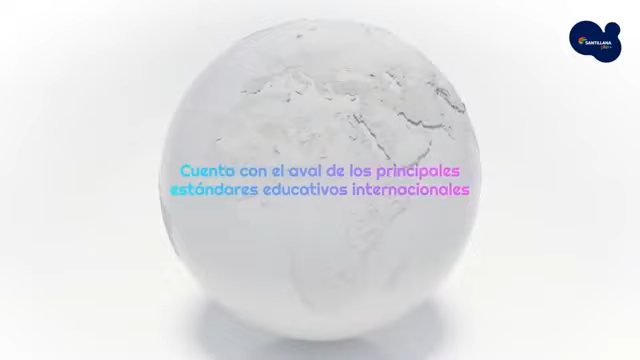 SANTILLANA
Cuenta con el aval de los principales
estándares educativos internacionales